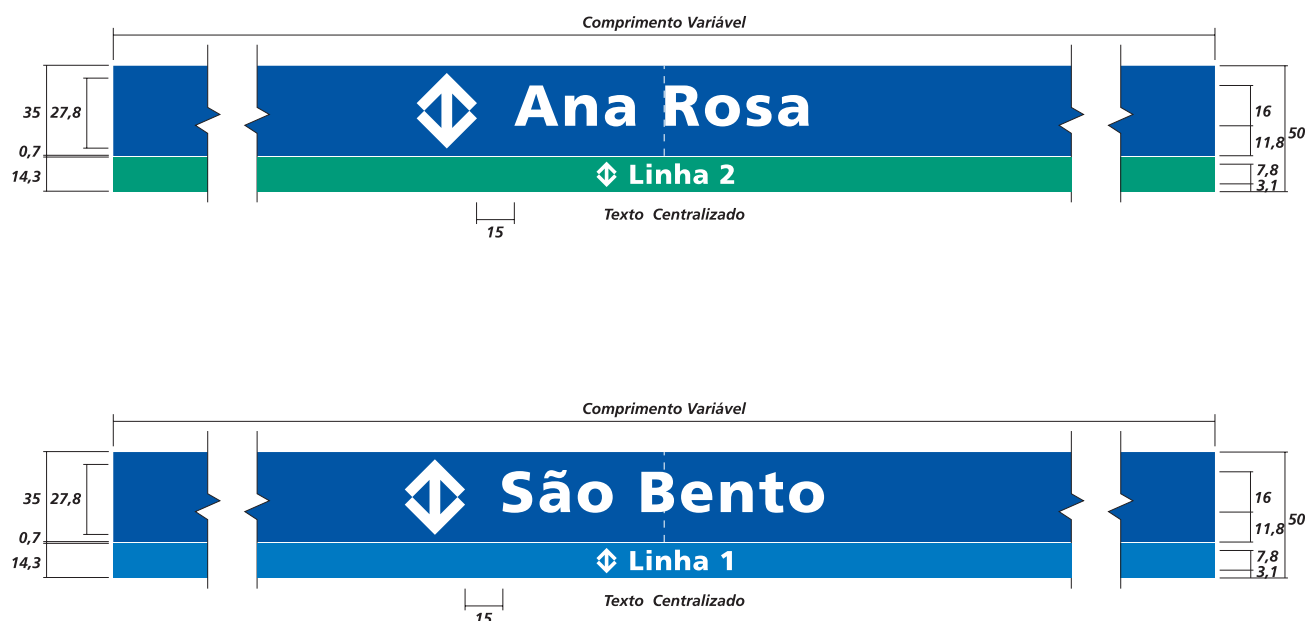 Comprimento Variável
35
27,8
Ana Rosa
16
50
0,7
11,8
14,3
Linha 2
7,8
3,1
Texto Centralizado
15
Comprimento Variável
35
27,8
São Bento
16
50
0,7
11,8
14,3
Linha 1
7,8
3,1
Texto Centralizado
15